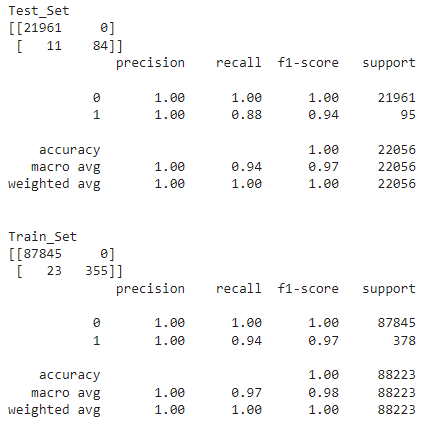 Test_Set
[[21961     0]
 [   11    84]]
              precision    recall  f1-score   support

           0       1.00      1.00      1.00     21961
           1       1.00      0.88      0.94        95

    accuracy                           1.00     22056
   macro avg       1.00      0.94      0.97     22056
weighted avg       1.00      1.00      1.00     22056

Train_Set
[[87845     0]
 [   23   355]]
              precision    recall  f1-score   support

           0       1.00      1.00      1.00     87845
           1       1.00      0.94      0.97       378

    accuracy                           1.00     88223
   macro avg       1.00      0.97      0.98     88223
weighted avg       1.00      1.00      1.00     88223